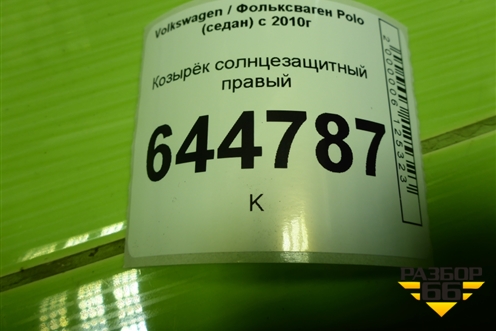 Volkswagen / Фольксваген Polo
(седан) с 2010г
Козырёк солнцезащитный
правый
644787
К
2000006125323
РАЗБОР
66